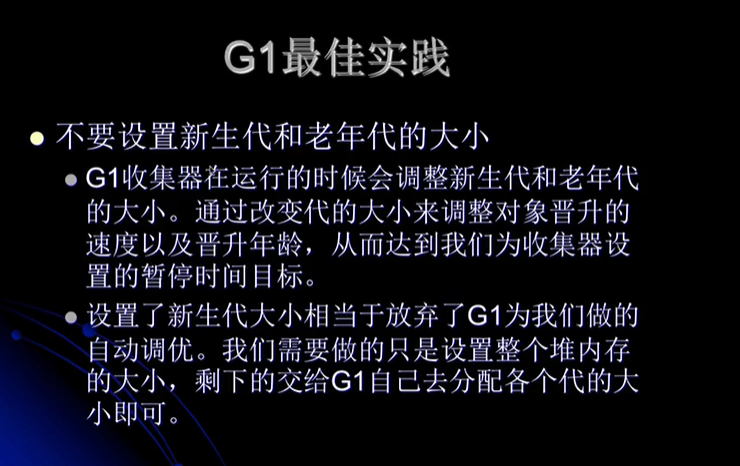 G1最佳实践
不要设置新生代和老年代的大小
G1收集器在运行的时候会调整新生代和老年代
的大小。通过改变代的大小来调整对象晋升的
速度以及晋升年龄，从而达到我们为收集器设
置的暂停时间目标。
设置了新生代大小相当于放弃了G1为我们做的
自动调优。我们需要做的只是设置整个堆内存
的大小，剩下的交给G1自己去分配各个代的大
小即可。